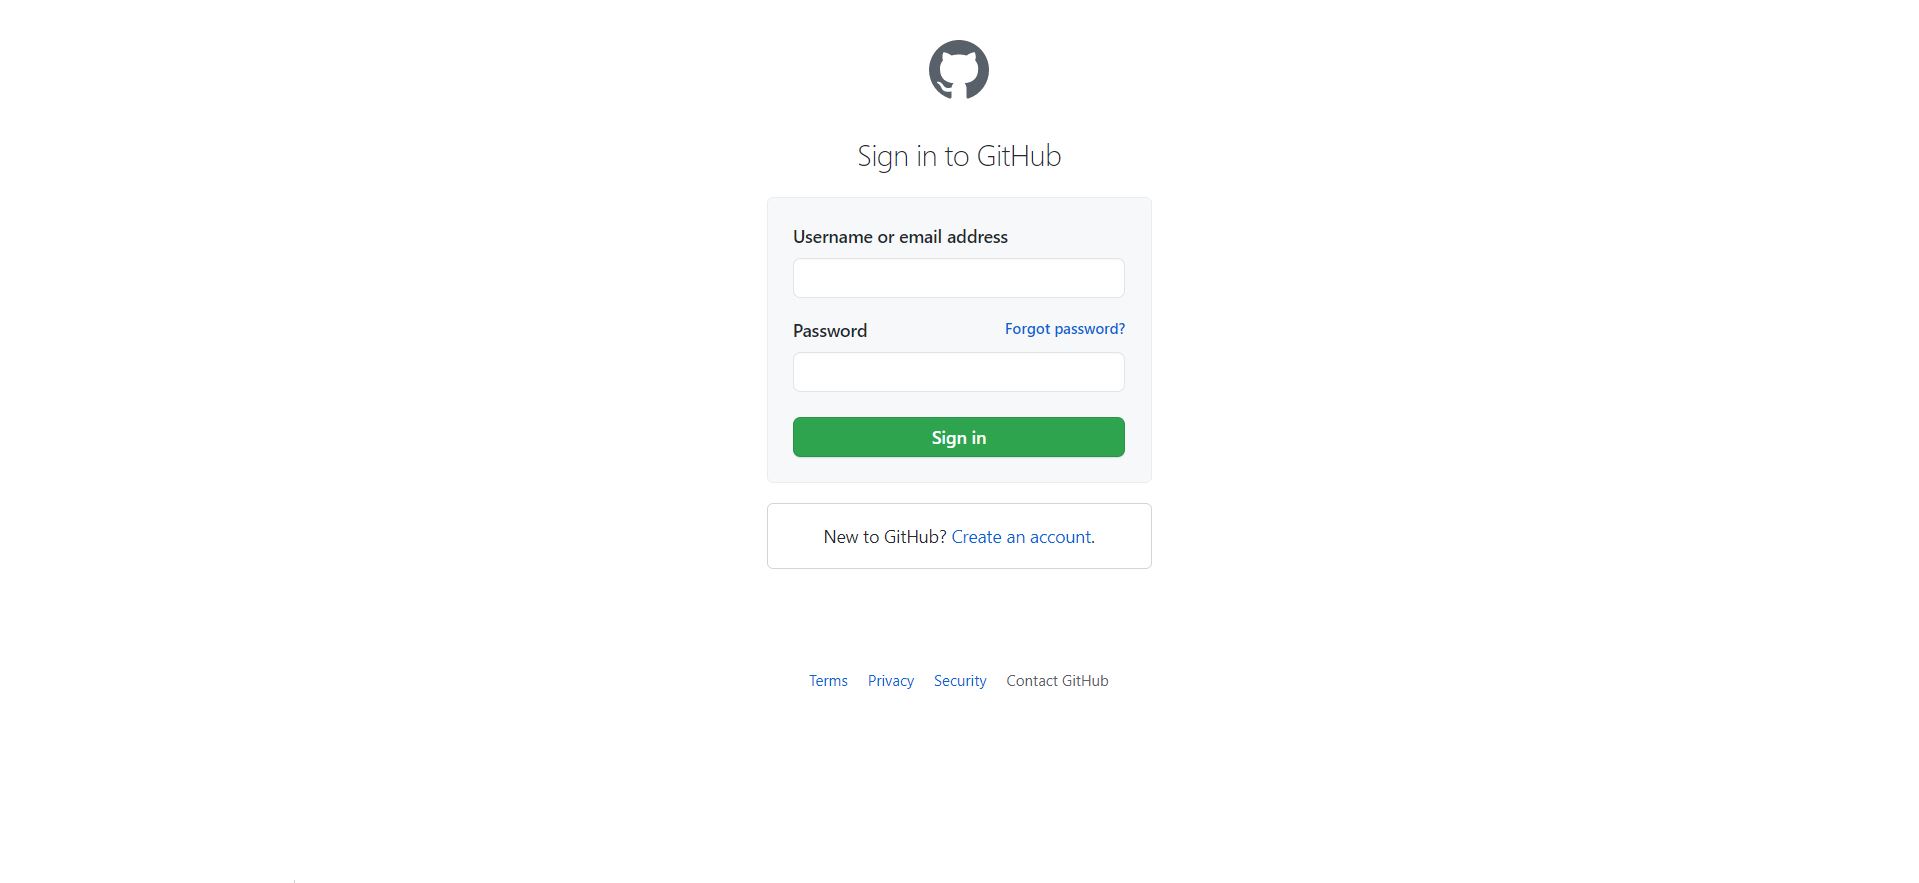 Sign in to GitHub
Username or email address
Password Forgot password?
Sign in
New to GitHub? Create an account.
Terms Privacy Security Contact GitHub